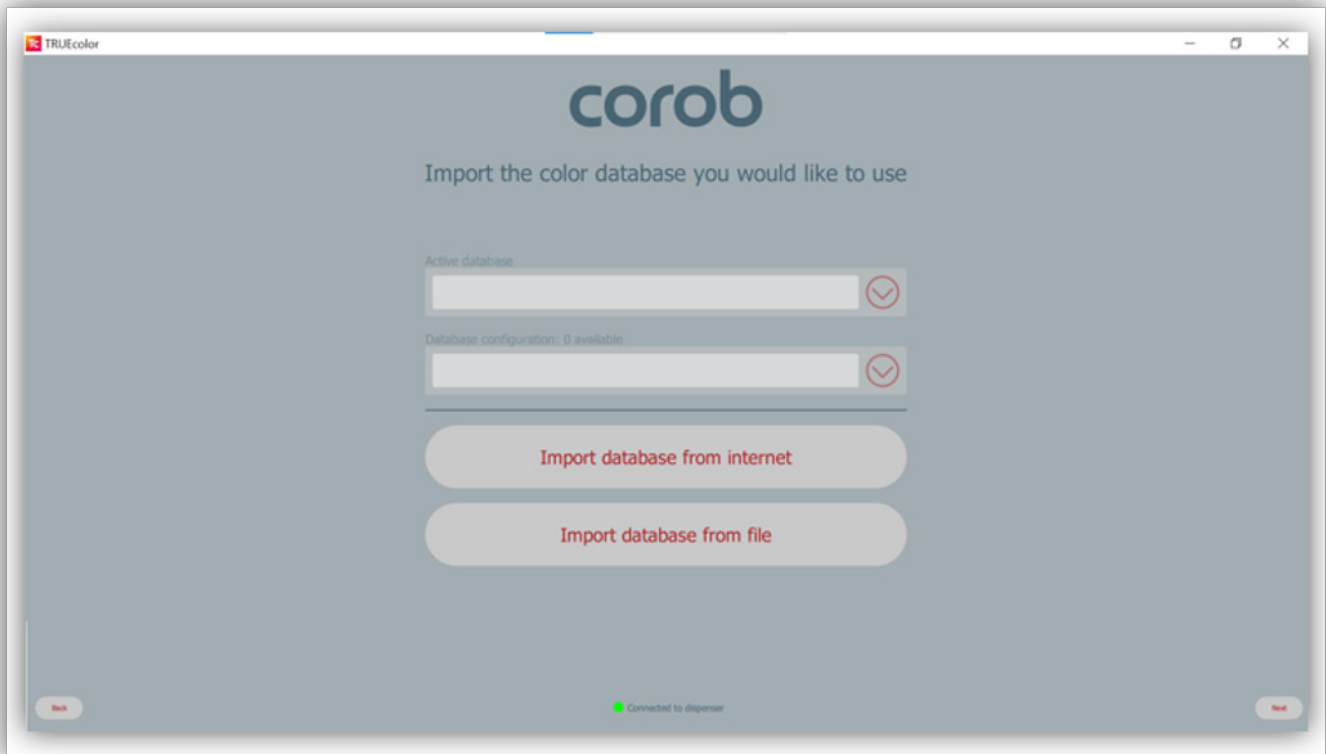 TC TRUEcolor
corob
Import the color database you would like to use
Active database
Database configuration: 0 available
Import database from internet
Import database from file
Back
Connected to dispenser
Next